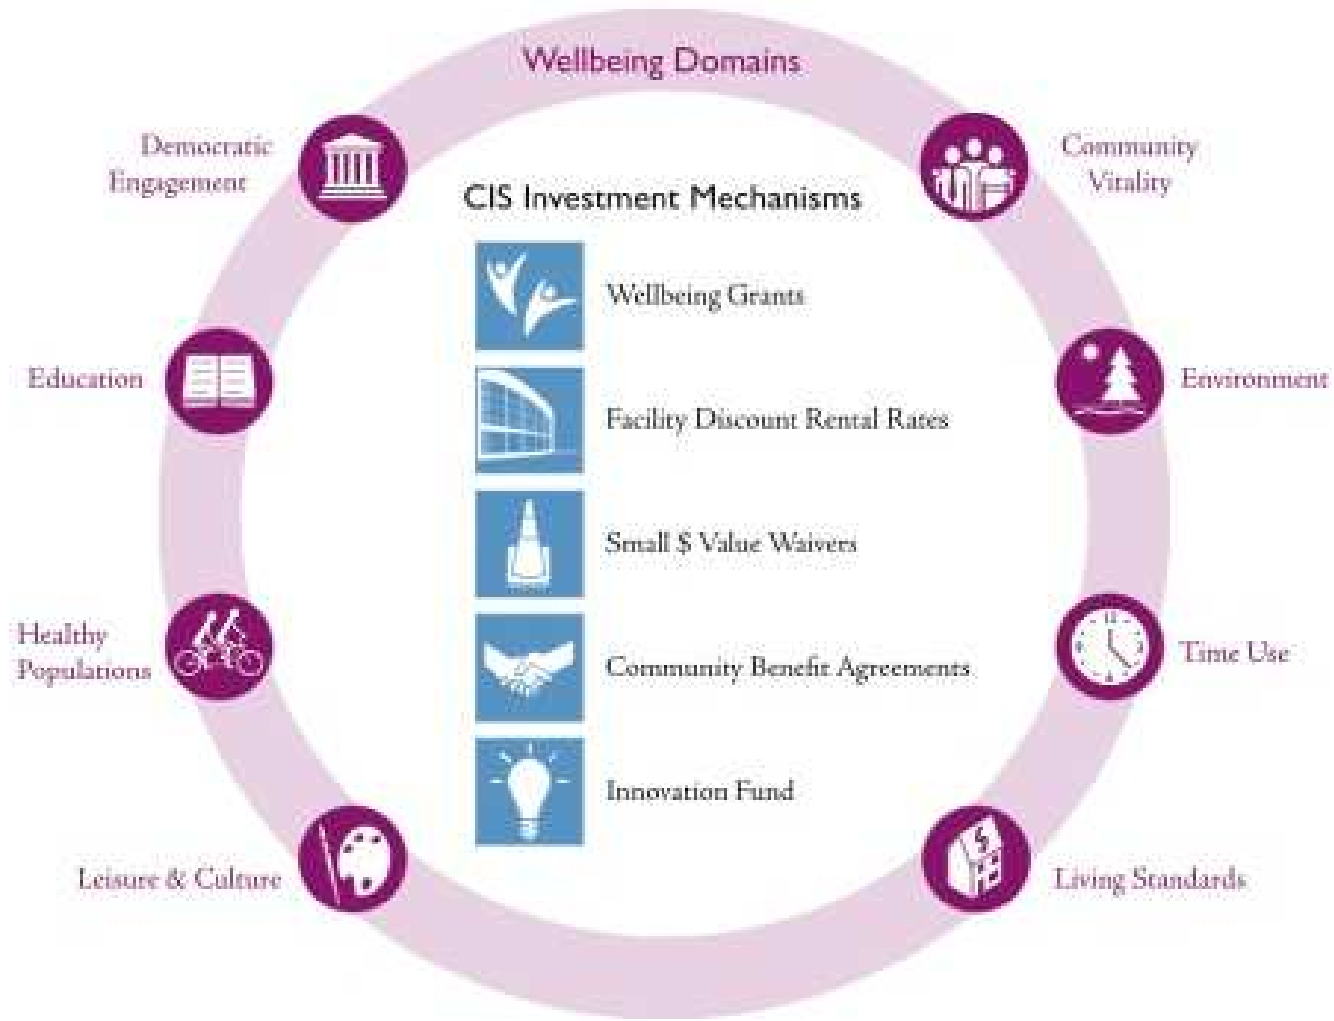 Wellbeing Domains
Democratic
Engagement
Community
Vitality
CIS Investment Mechanisms
Wellbeing Grants
Education
Environment
Facility Discount Rental Rates
Small $ Value Waivers
Healthy
Populations
Time Use
Community Benefit Agreements
Innovation Fund
Leisure & Culture
Living Standards